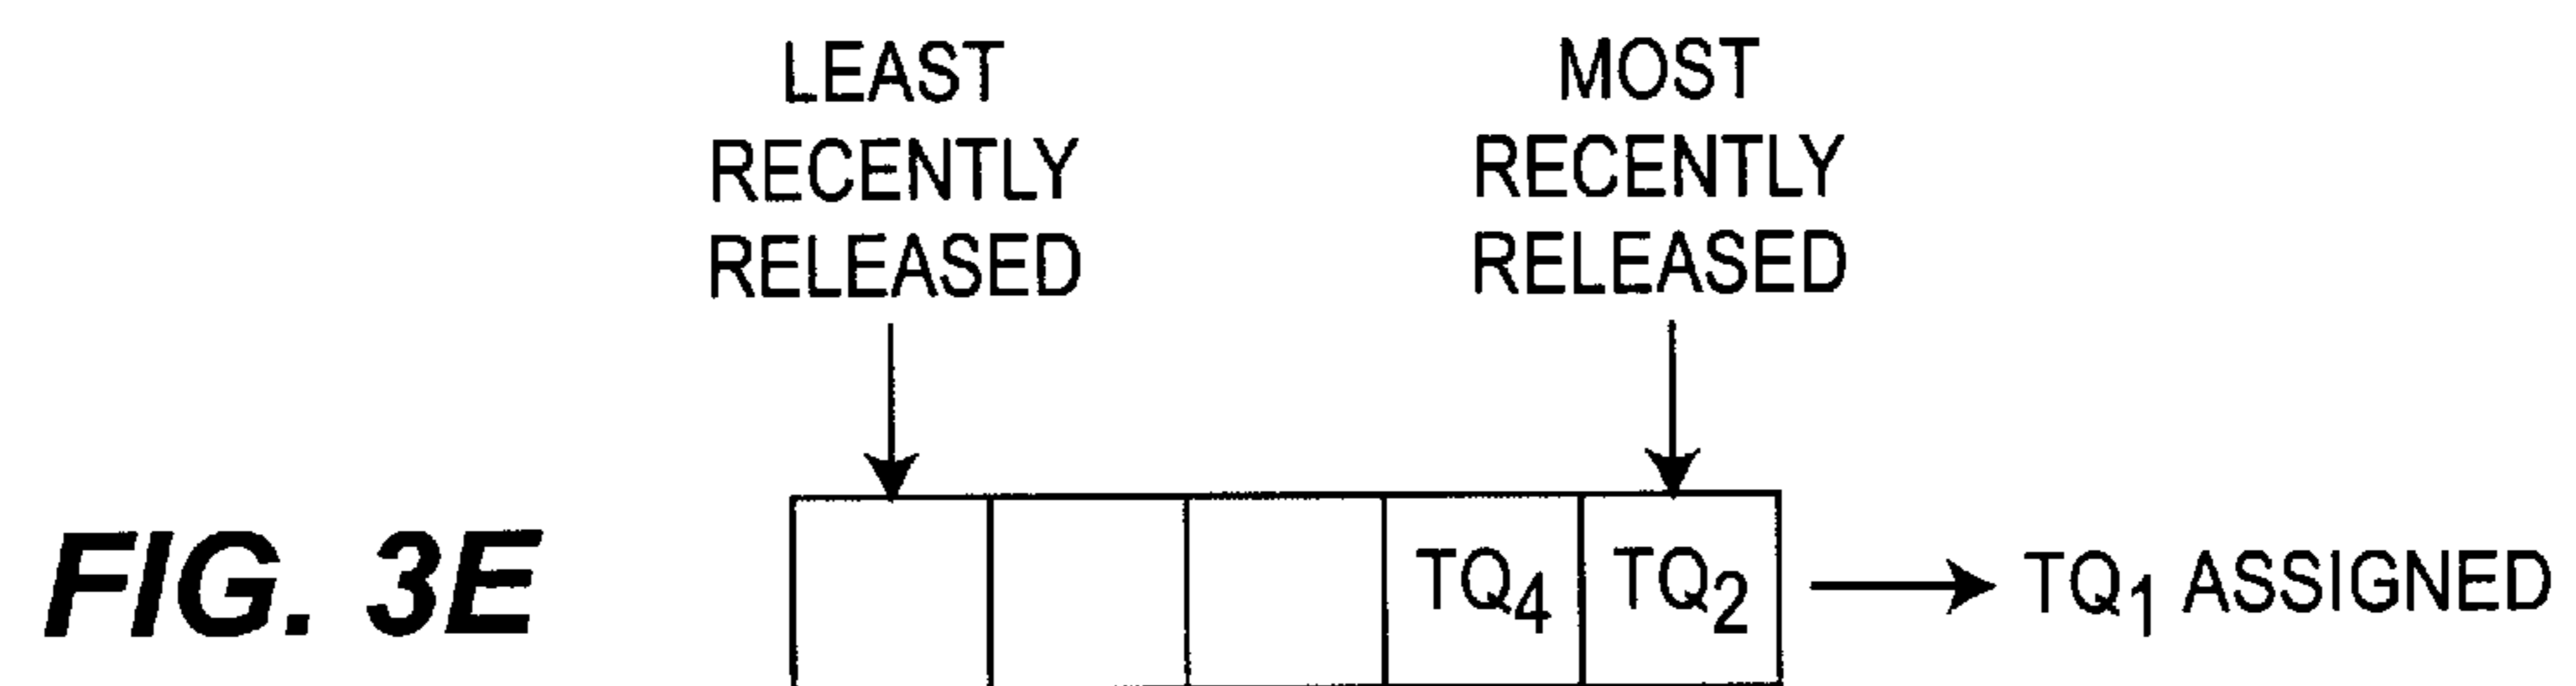 LEAST
RECENTLY
RELEASED
MOST
RECENTLY
RELEASED
FIG. 3E
TQ4 TQ2
TQ1 ASSIGNED